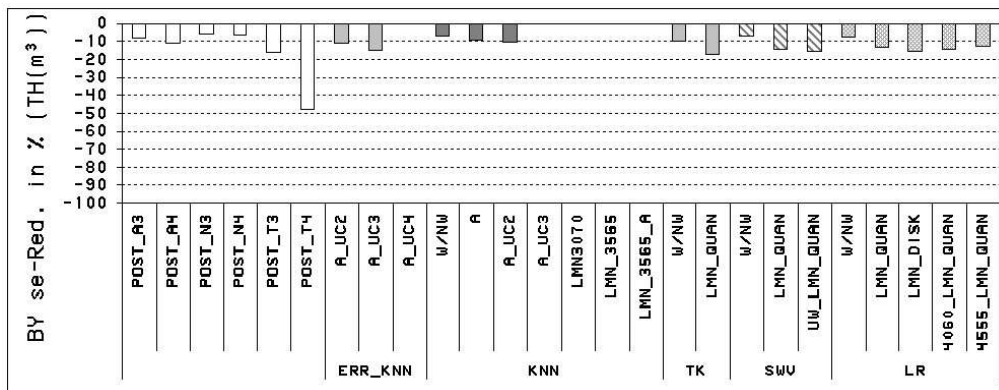 BY se-Red. in % (TH(m³))
0
-10
-20
-30
-40
-50
-60
-70
-80
-90
-100
POST_A3
POST_A4
POST_N3
POST_N4
POST_T3
POST_T4
A_UC2
A_UC3
A_UC4
W/NW
A
A_UC2
A_UC3
LMN3070
LMN_3565
LMN_3565_A
W/NW
LMN_QUAN
W/NW
LMN_QUAN
UW_LMN_QUAN
W/NW
LMN_QUAN
LMN_DISK
4060_LMN_QUAN
4555_LMN_QUAN
ERR_KNN
KNN
TK
SWV
LR